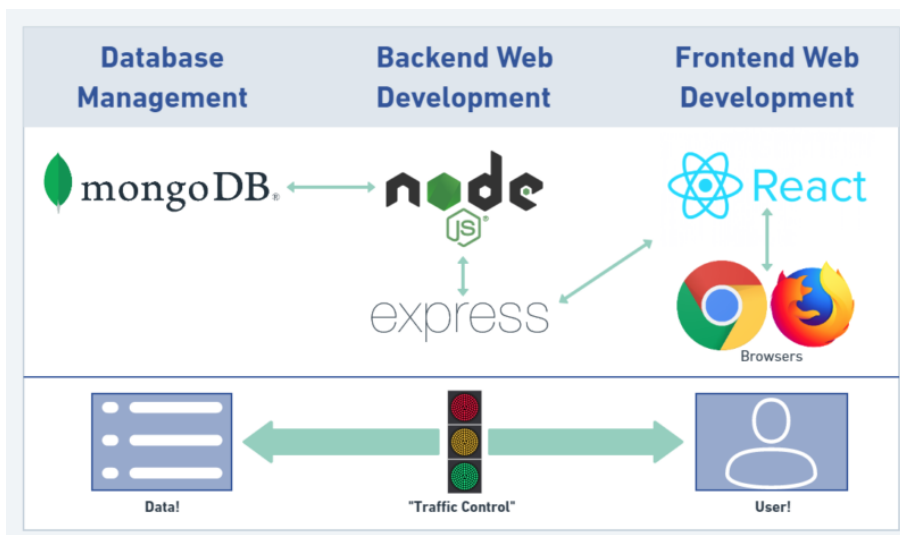 Database
Management
Backend Web
Development
Frontend Web
Development
mongoDB®
node
JS®
React
express
Browsers
Data!
"Traffic Control"
User!